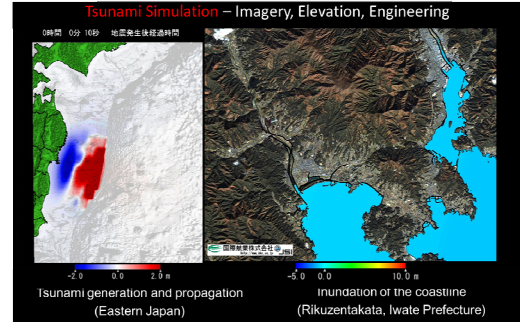 Tsunami Simulation – Imagery, Elevation, Engineering
0時間 0分 10秒 地震発生後経過時間
国際航業株式会社
JSI
-2.0 0.0 2.0 m
-5.0 0.0 10.0 m
Tsunami generation and propagation
(Eastern Japan)
Inundation of the coastline
(Rikuzentakata, Iwate Prefecture)